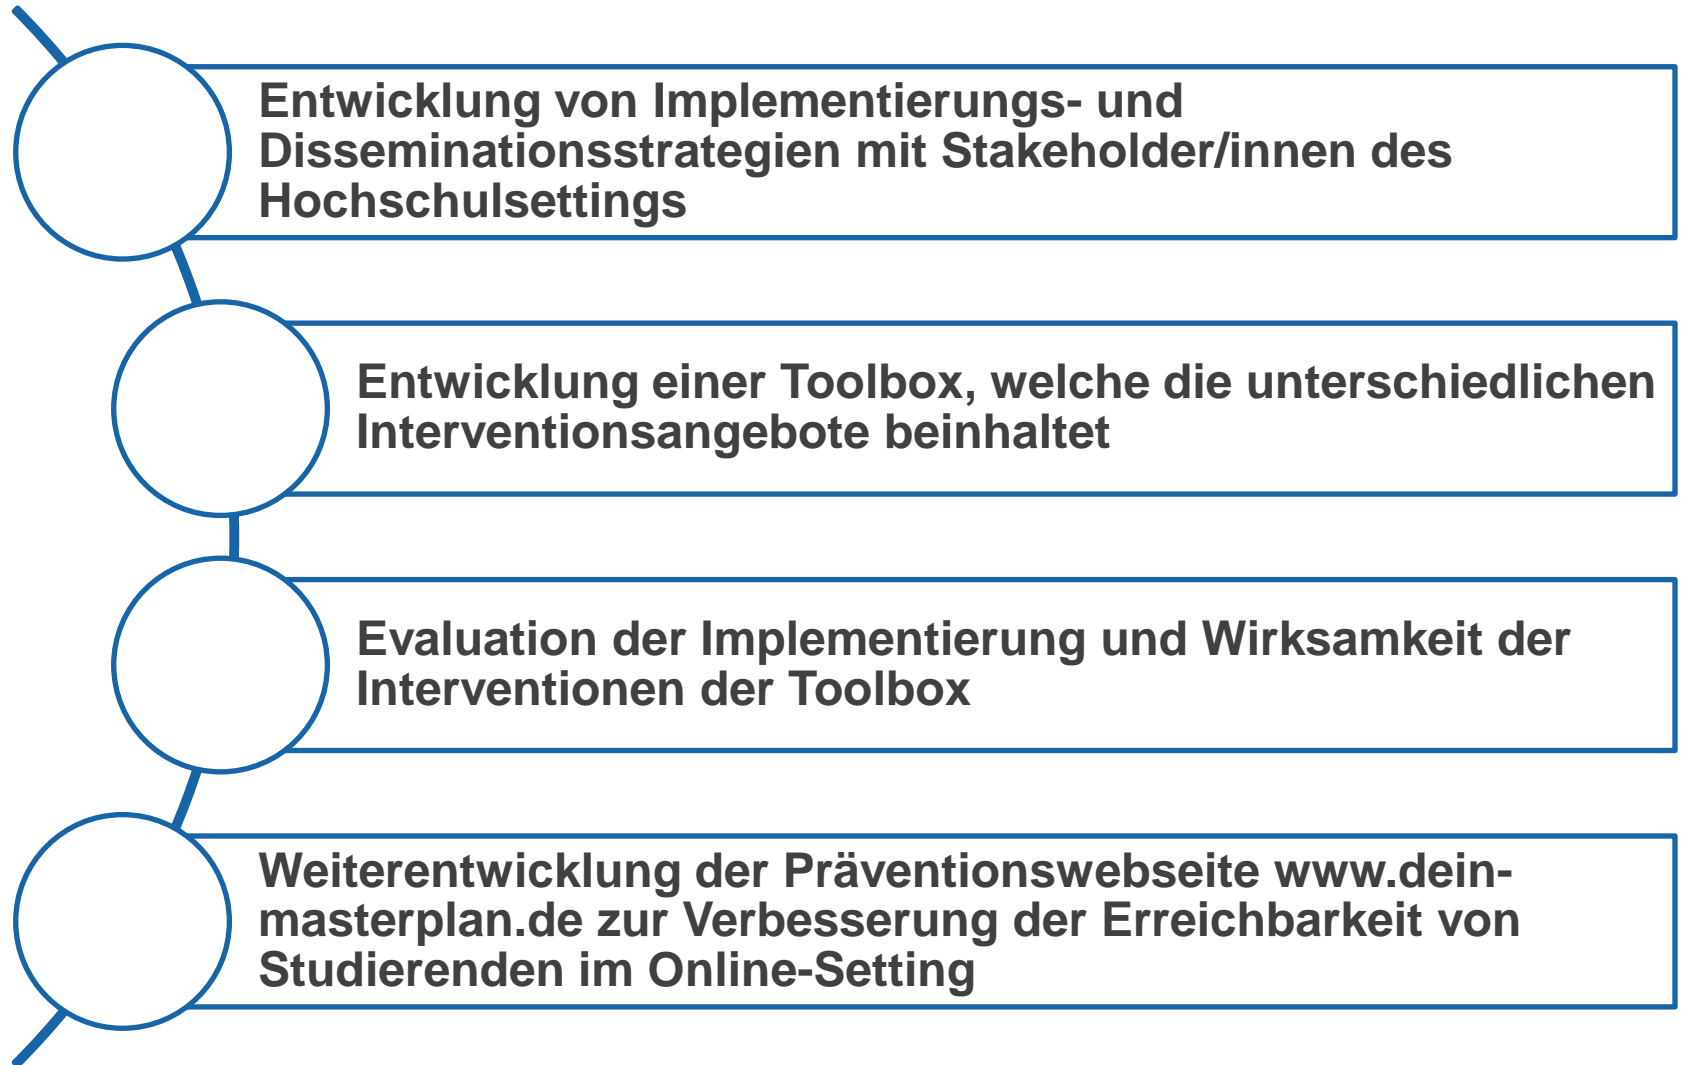 Entwicklung von Implementierungs- und
Disseminationsstrategien mit Stakeholder/innen des
Hochschulsettings
Entwicklung einer Toolbox, welche die unterschiedlichen
Interventionsangebote beinhaltet
Evaluation der Implementierung und Wirksamkeit der
Interventionen der Toolbox
Weiterentwicklung der Präventionswebseite www.dein-
masterplan.de zur Verbesserung der Erreichbarkeit von
Studierenden im Online-Setting